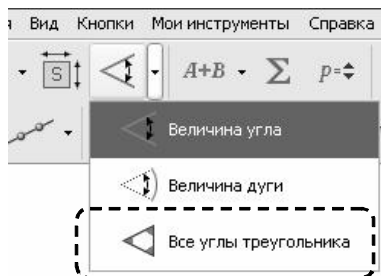 Вид Кнопки Мои инструменты Справка
S A+B Σ p=
Величина угла
Величина дуги
Все углы треугольника